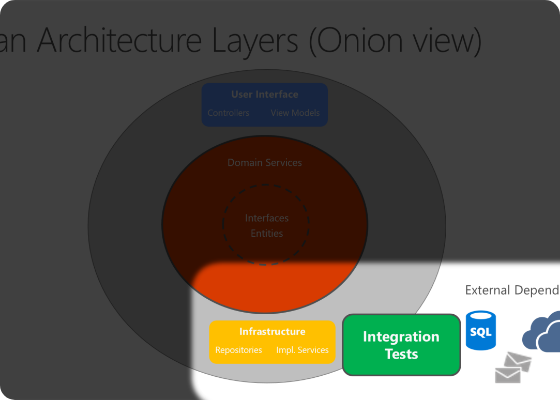 an Architecture Layers (Onion view)
User Interface
Controllers View Models
Domain Services
Interfaces
Entities
External Depend
Infrastructure
Repositories Impl. Services
Integration
Tests
SQL